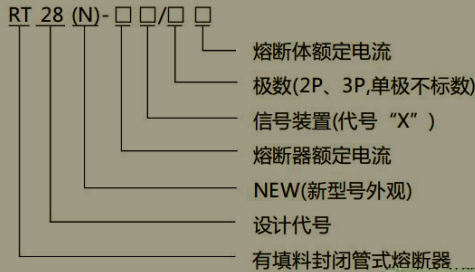 RT 28 (N)-□ □/□ □
熔断体额定电流
极数(2P、3P,单极不标数)
信号装置(代号“X”)
熔断器额定电流
NEW(新型号外观)
设计代号
有填料封闭管式熔断器